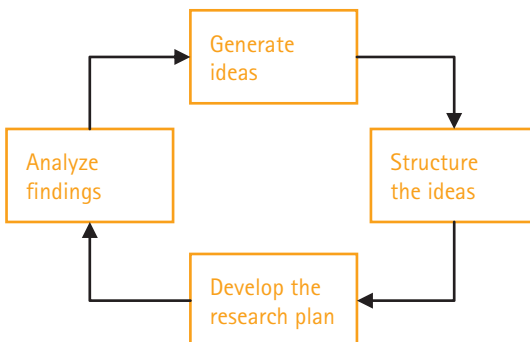 Generate
ideas
Analyze
findings
Structure
the ideas
Develop the
research plan